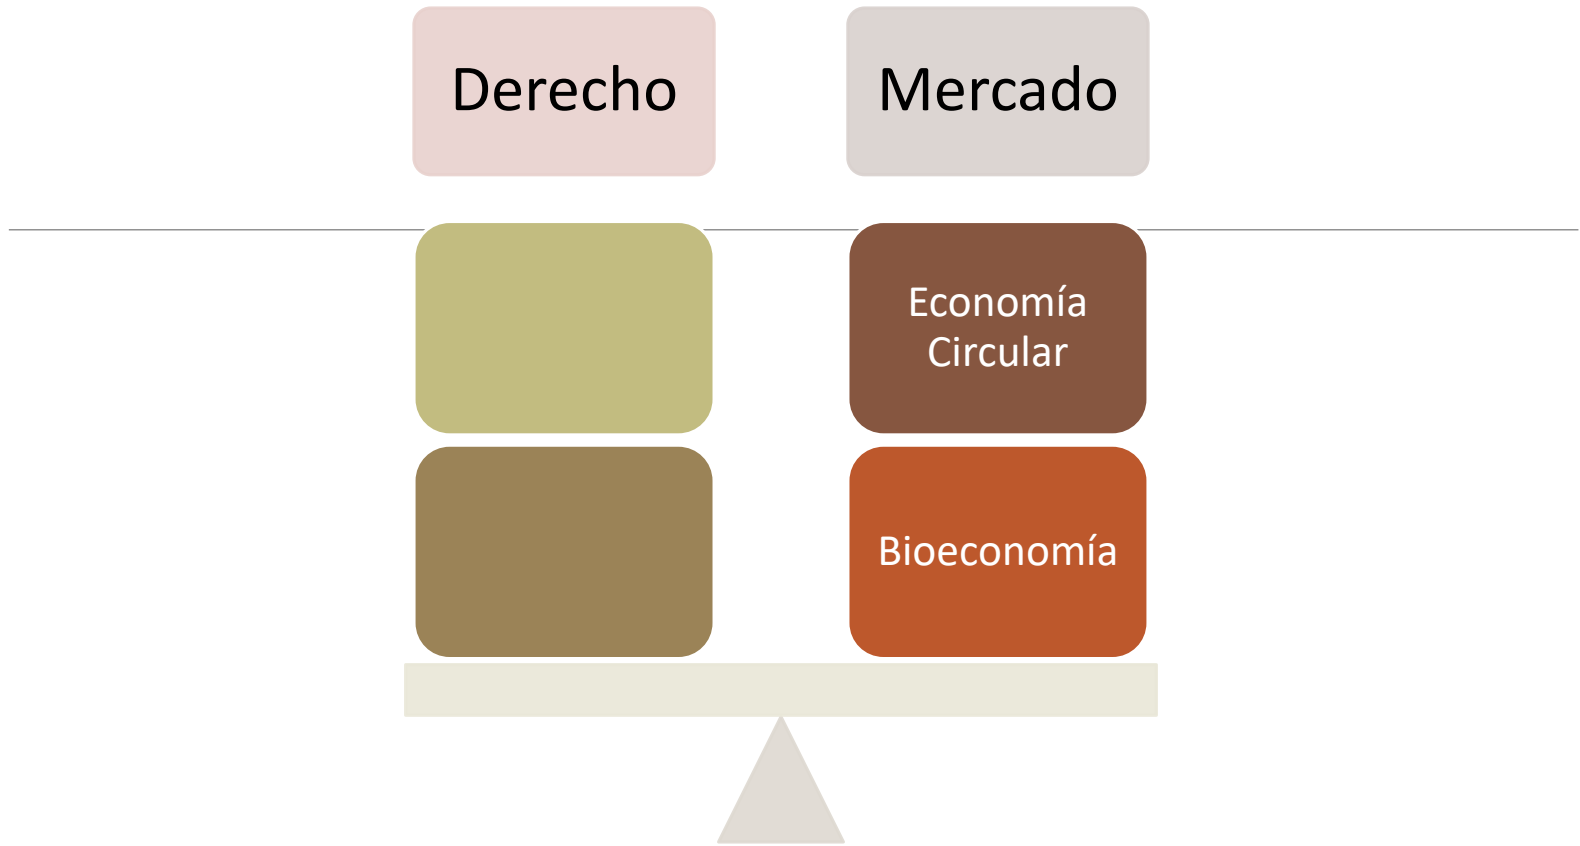 Derecho
Mercado
Economía
Circular
Bioeconomía